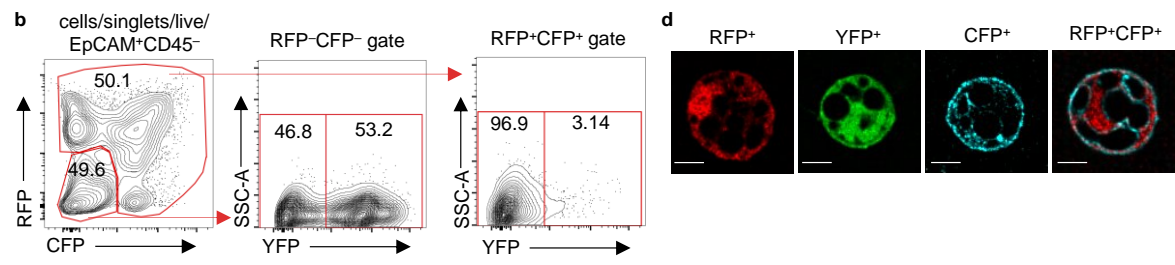 b
cells/singlets/live/
EpCAM⁺CD45⁻
RFP⁻CFP⁻ gate
RFP⁺CFP⁺ gate
50.1
49.6
RFP
CFP
46.8
53.2
SSC-A
YFP
96.9
3.14
SSC-A
YFP
d
RFP⁺
YFP⁺
CFP⁺
RFP⁺CFP⁺